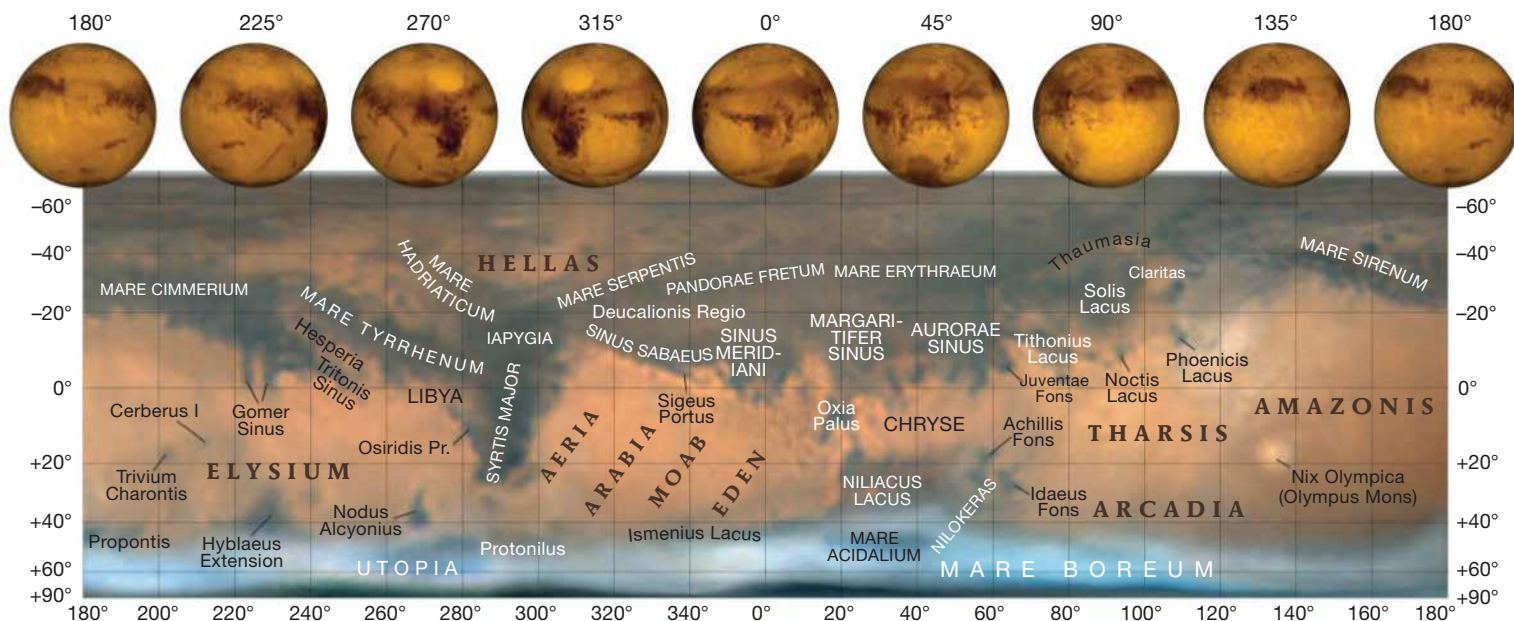 180° 225° 270° 315° 0° 45° 90° 135° 180°
–60° –60°
–40° –40°
–20° –20°
0° 0°
+20° +20°
+40° +40°
+60° +60°
+90° +90°
MARE CIMMERIUM
MARE TYRRHENUM
MARE
HADRIATICUM
HELLAS
IAPYGIA
MARE SERPENTIS
PANDORAE FRETUM
MARE ERYTHRAEUM
Thaumasia
Claritas
MARE SIRENUM
Deucalionis Regio
Solis
Lacus
SINUS SABAEUS
SINUS
MERID-
IANI
MARGARI-
TIFER
SINUS
AURORAE
SINUS
Tithonius
Lacus
Phoenicis
Lacus
Hesperia
Tritonis
Sinus
LIBYA
SYRTIS MAJOR
Juventae
Fons
Noctis
Lacus
Cerberus I
Gomer
Sinus
Sigeus
Portus
Oxia
Palus
CHRYSE
Achillis
Fons
THARSIS
AMAZONIS
Osiridis Pr.
AERIA
ARABIA
MOAB
EDEN
Trivium
Charontis
ELYSIUM
NILIACUS
LACUS
NILOKERAS
Idaeus
Fons
ARCADIA
Nix Olympica
(Olympus Mons)
Propontis
Hyblaeus
Extension
Nodus
Alcyonius
Protonilus
Ismenius Lacus
MARE
ACIDALIUM
UTOPIA
MARE BOREUM
180° 200° 220° 240° 260° 280° 300° 320° 340° 0° 20° 40° 60° 80° 100° 120° 140° 160° 180°